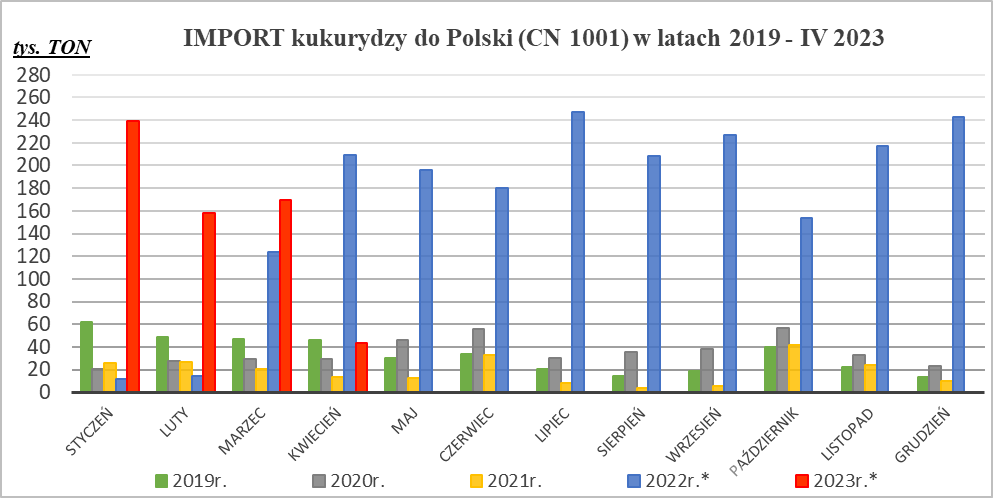 IMPORT kukurydzy do Polski (CN 1001) w latach 2019 - IV 2023
tys. TON
280
260
240
220
200
180
160
140
120
100
80
60
40
20
0
STYCZEŃ
LUTY
MARZEC
KWIECIEŃ
MAJ
CZERWIEC
LIPIEC
SIERPIEŃ
WRZESIEŃ
PAŹDZIERNIK
LISTOPAD
GRUDZIEŃ
2019r. 2020r. 2021r. 2022r.* 2023r.*